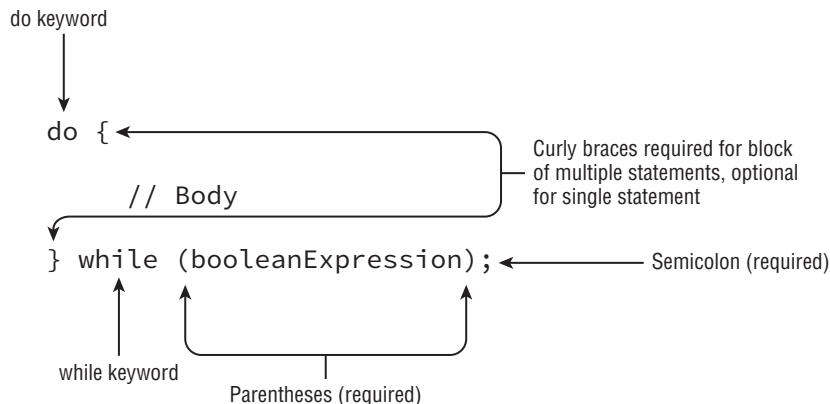 do keyword
do {
Curly braces required for block
of multiple statements, optional
for single statement
// Body
} while (booleanExpression);
Semicolon (required)
while keyword
Parentheses (required)